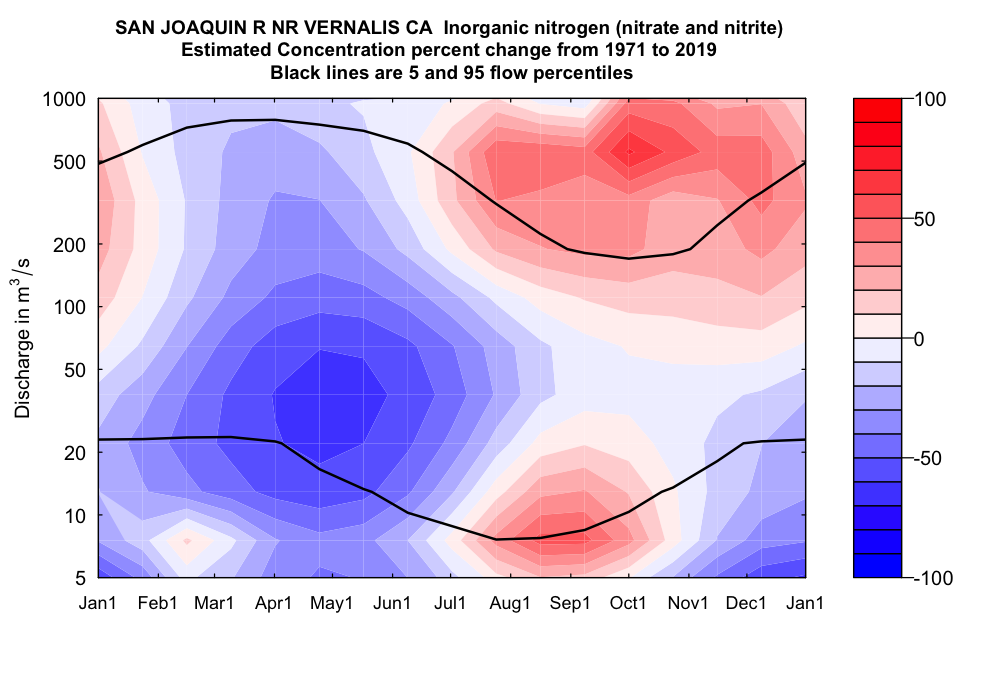 SAN JOAQUIN R NR VERNALIS CA  Inorganic nitrogen (nitrate and nitrite)
Estimated Concentration percent change from 1971 to 2019
Black lines are 5 and 95 flow percentiles
Discharge in m³/s
1000
500
200
100
50
20
10
5
Jan1 Feb1 Mar1 Apr1 May1 Jun1 Jul1 Aug1 Sep1 Oct1 Nov1 Dec1 Jan1
100
50
0
-50
-100